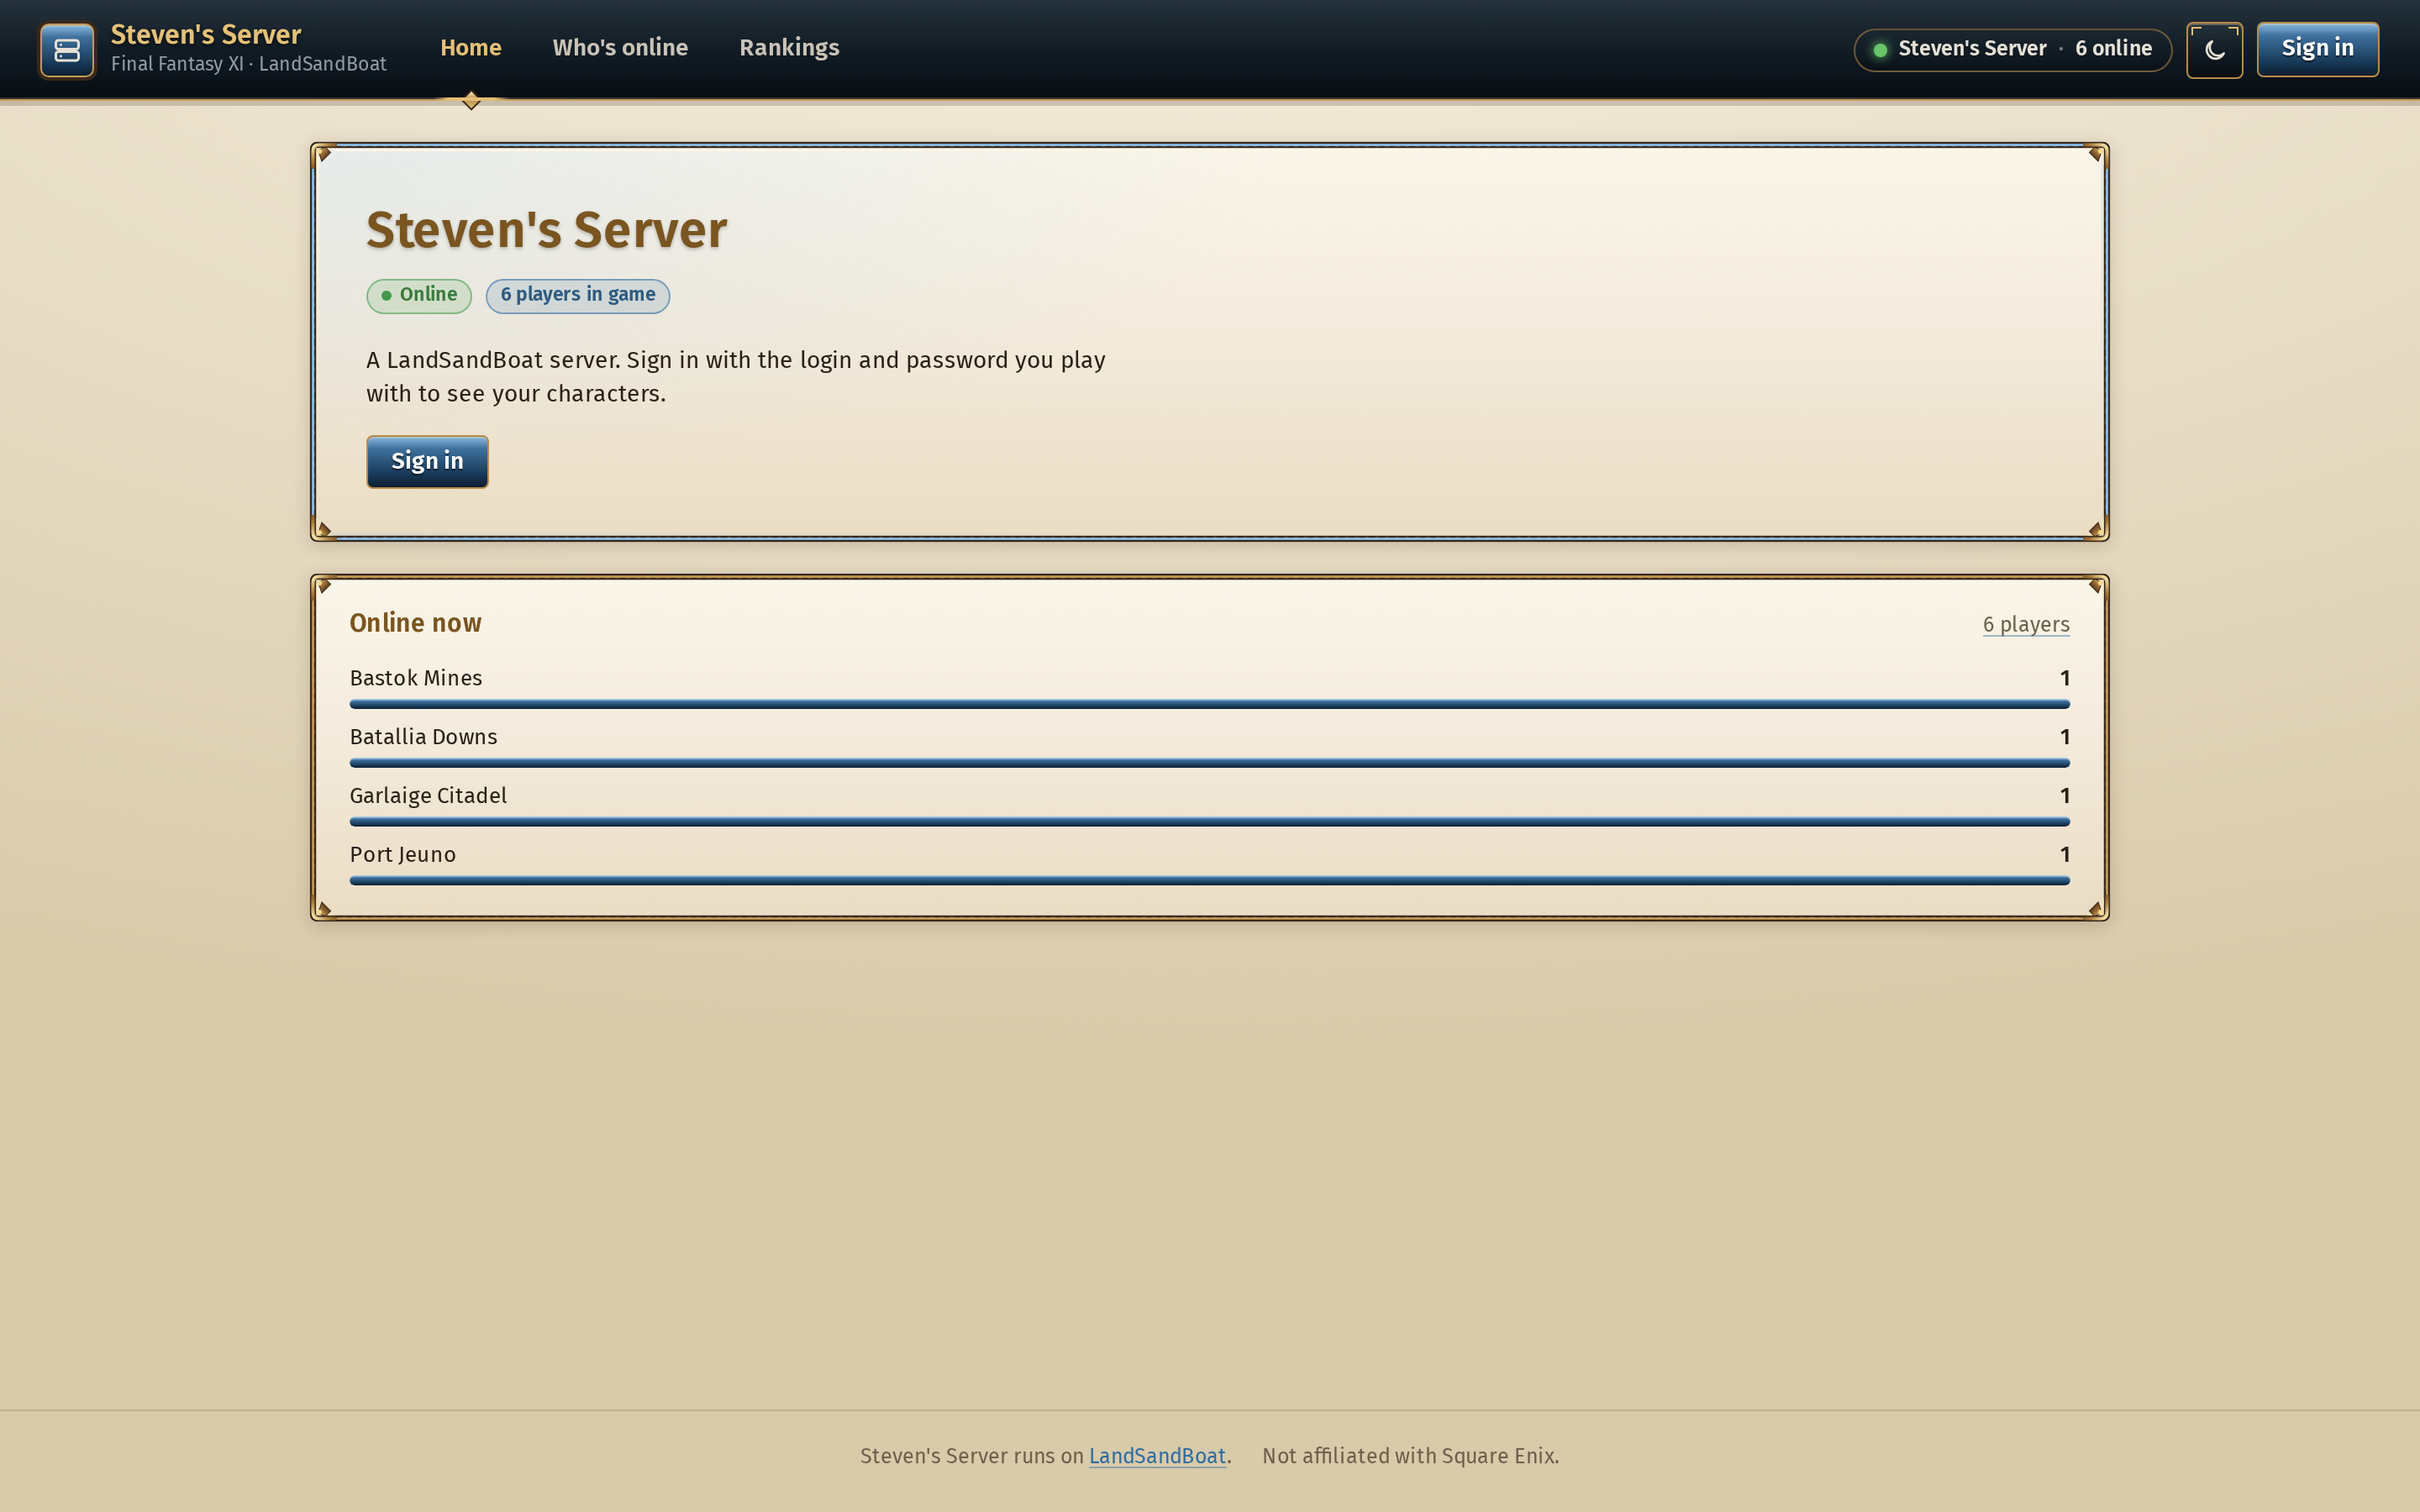 Steven's Server
Final Fantasy XI · LandSandBoat
Home
Who's online
Rankings
Steven's Server · 6 online
Sign in
Steven's Server
Online
6 players in game
A LandSandBoat server. Sign in with the login and password you play
with to see your characters.
Sign in
Online now
6 players
Bastok Mines 1
Batallia Downs 1
Garlaige Citadel 1
Port Jeuno 1
Steven's Server runs on LandSandBoat. Not affiliated with Square Enix.